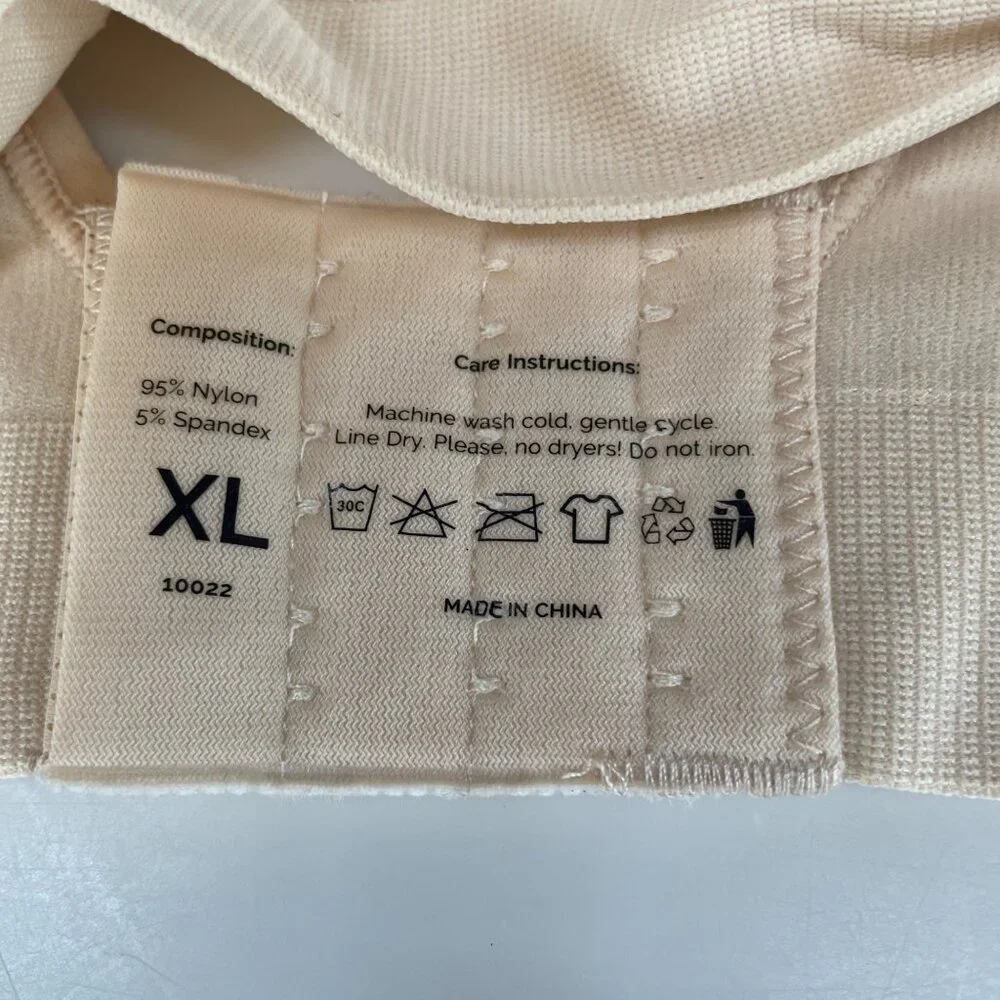 Composition:
95% Nylon
5% Spandex
XL
10022
Care Instructions:
Machine wash cold, gentle cycle.
Line Dry. Please, no dryers! Do not iron.
30C
MADE IN CHINA